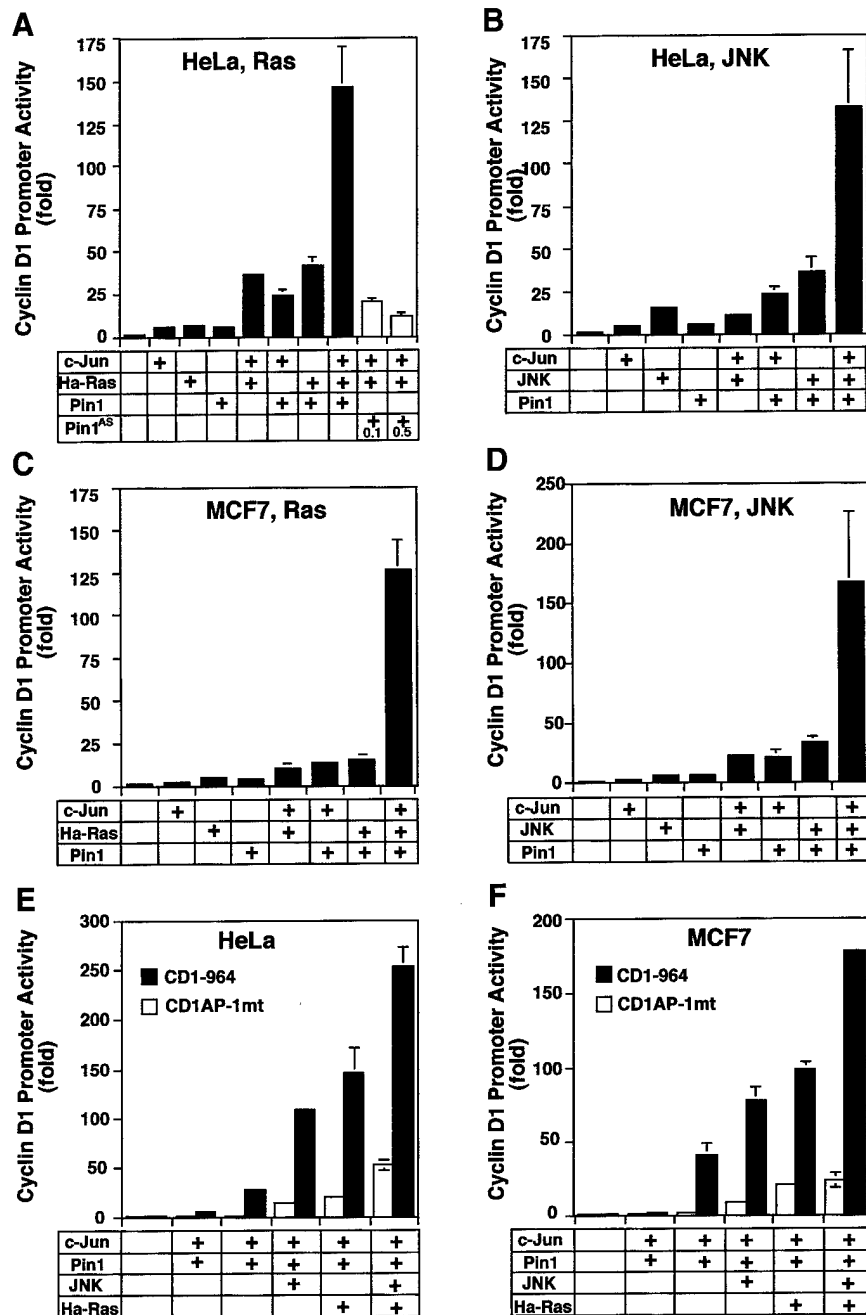 A
HeLa, Ras
Cyclin D1 Promoter Activity
(fold)
175
150
125
100
75
50
25
0
c-Jun + + + + + +
Ha-Ras + + + + + +
Pin1 + + + +
Pin1AS + +
0.1 0.5
B
HeLa, JNK
Cyclin D1 Promoter Activity
(fold)
175
150
125
100
75
50
25
0
c-Jun + + + +
JNK + + + +
Pin1 + + + +
C
MCF7, Ras
Cyclin D1 Promoter Activity
(fold)
175
150
125
100
75
50
25
0
c-Jun + + + +
Ha-Ras + + + +
Pin1 + + + +
D
MCF7, JNK
Cyclin D1 Promoter Activity
(fold)
250
200
150
100
50
0
c-Jun + + + +
JNK + + + +
Pin1 + + + +
E
HeLa
CD1-964
CD1AP-1mt
Cyclin D1 Promoter Activity
(fold)
300
250
200
150
100
50
0
c-Jun + + + + +
Pin1 + + + + +
JNK + +
Ha-Ras + +
F
MCF7
CD1-964
CD1AP-1mt
Cyclin D1 Promoter Activity
(fold)
200
150
100
50
0
c-Jun + + + + +
Pin1 + + + + +
JNK + +
Ha-Ras + +